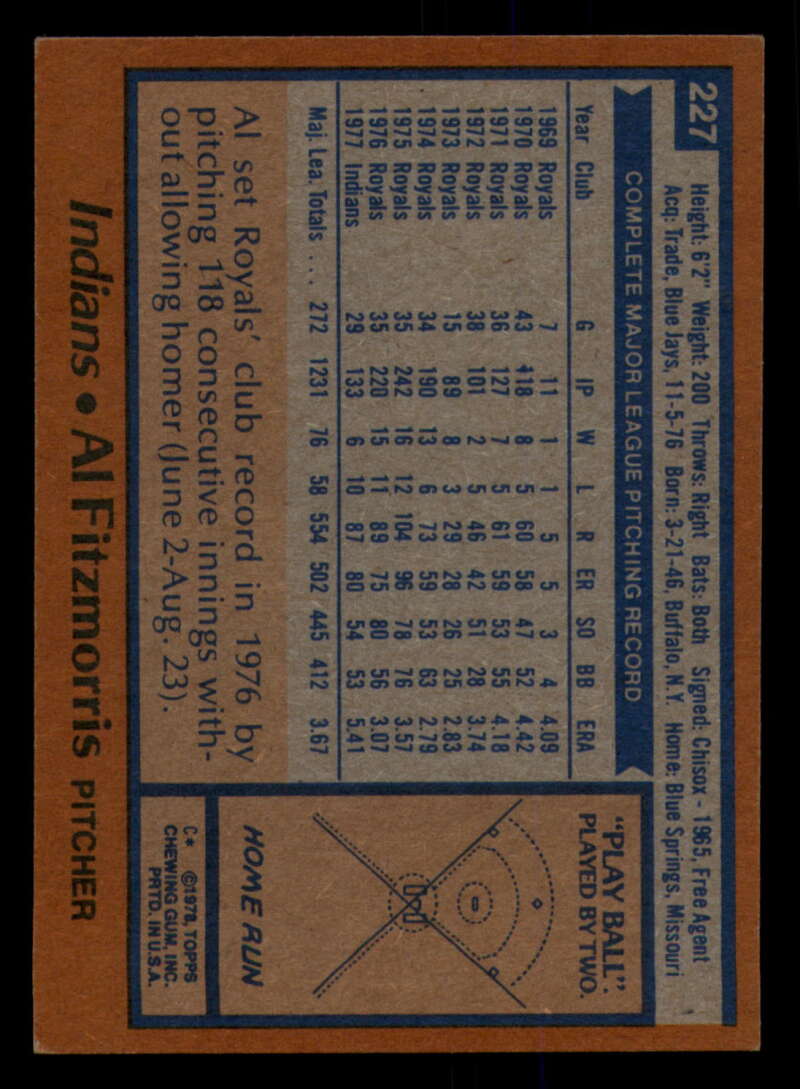 227
Height: 6'2" Weight: 200 Throws: Right Bats: Both Signed: Chisox - 1965, Free Agent
Acq: Trade, Blue Jays, 11-5-76 Born: 3-21-46, Buffalo, N.Y. Home: Blue Springs, Missouri
COMPLETE MAJOR LEAGUE PITCHING RECORD
Year Club G IP W L R ER SO BB ERA
1969 Royals 7 11 1 1 5 5 3 4 4.09
1970 Royals 43 118 8 5 60 58 47 52 4.42
1971 Royals 36 127 7 5 61 59 53 55 4.18
1972 Royals 38 101 2 5 46 42 51 28 3.74
1973 Royals 15 89 8 3 29 28 26 25 2.83
1974 Royals 34 190 13 6 73 59 53 63 2.79
1975 Royals 35 242 16 12 104 96 78 76 3.57
1976 Royals 35 220 15 11 89 75 80 56 3.07
1977 Indians 29 133 6 10 87 80 54 53 5.41
Maj. Lea. Totals ... 272 1231 76 58 554 502 445 412 3.67
Al set Royals' club record in 1976 by
pitching 118 consecutive innings with-
out allowing homer (June 2-Aug. 23).
"PLAY BALL":
PLAYED BY TWO.
HOME RUN
C* ©1978, TOPPS
CHEWING GUM, INC.
PRTD. IN U.S.A.
Indians • Al Fitzmorris PITCHER